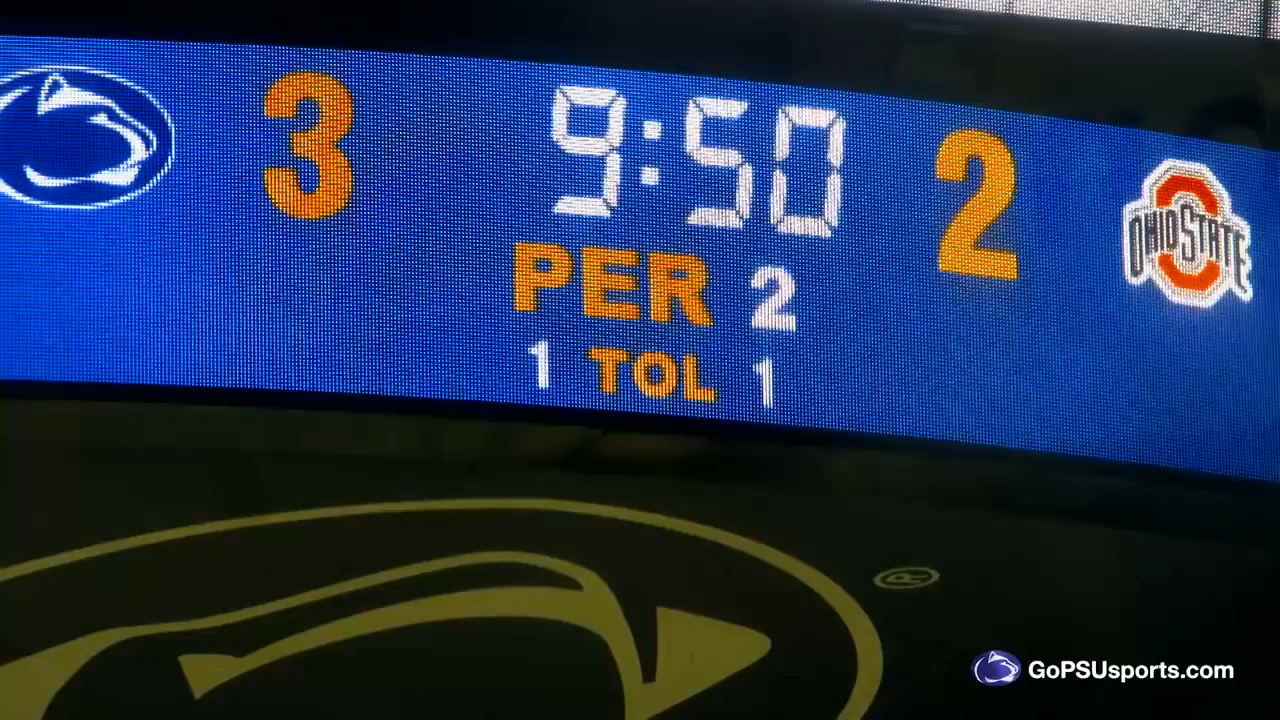 3 9:50 2
OHIO STATE
PER 2
1 TOL 1
®
GoPSUsports.com